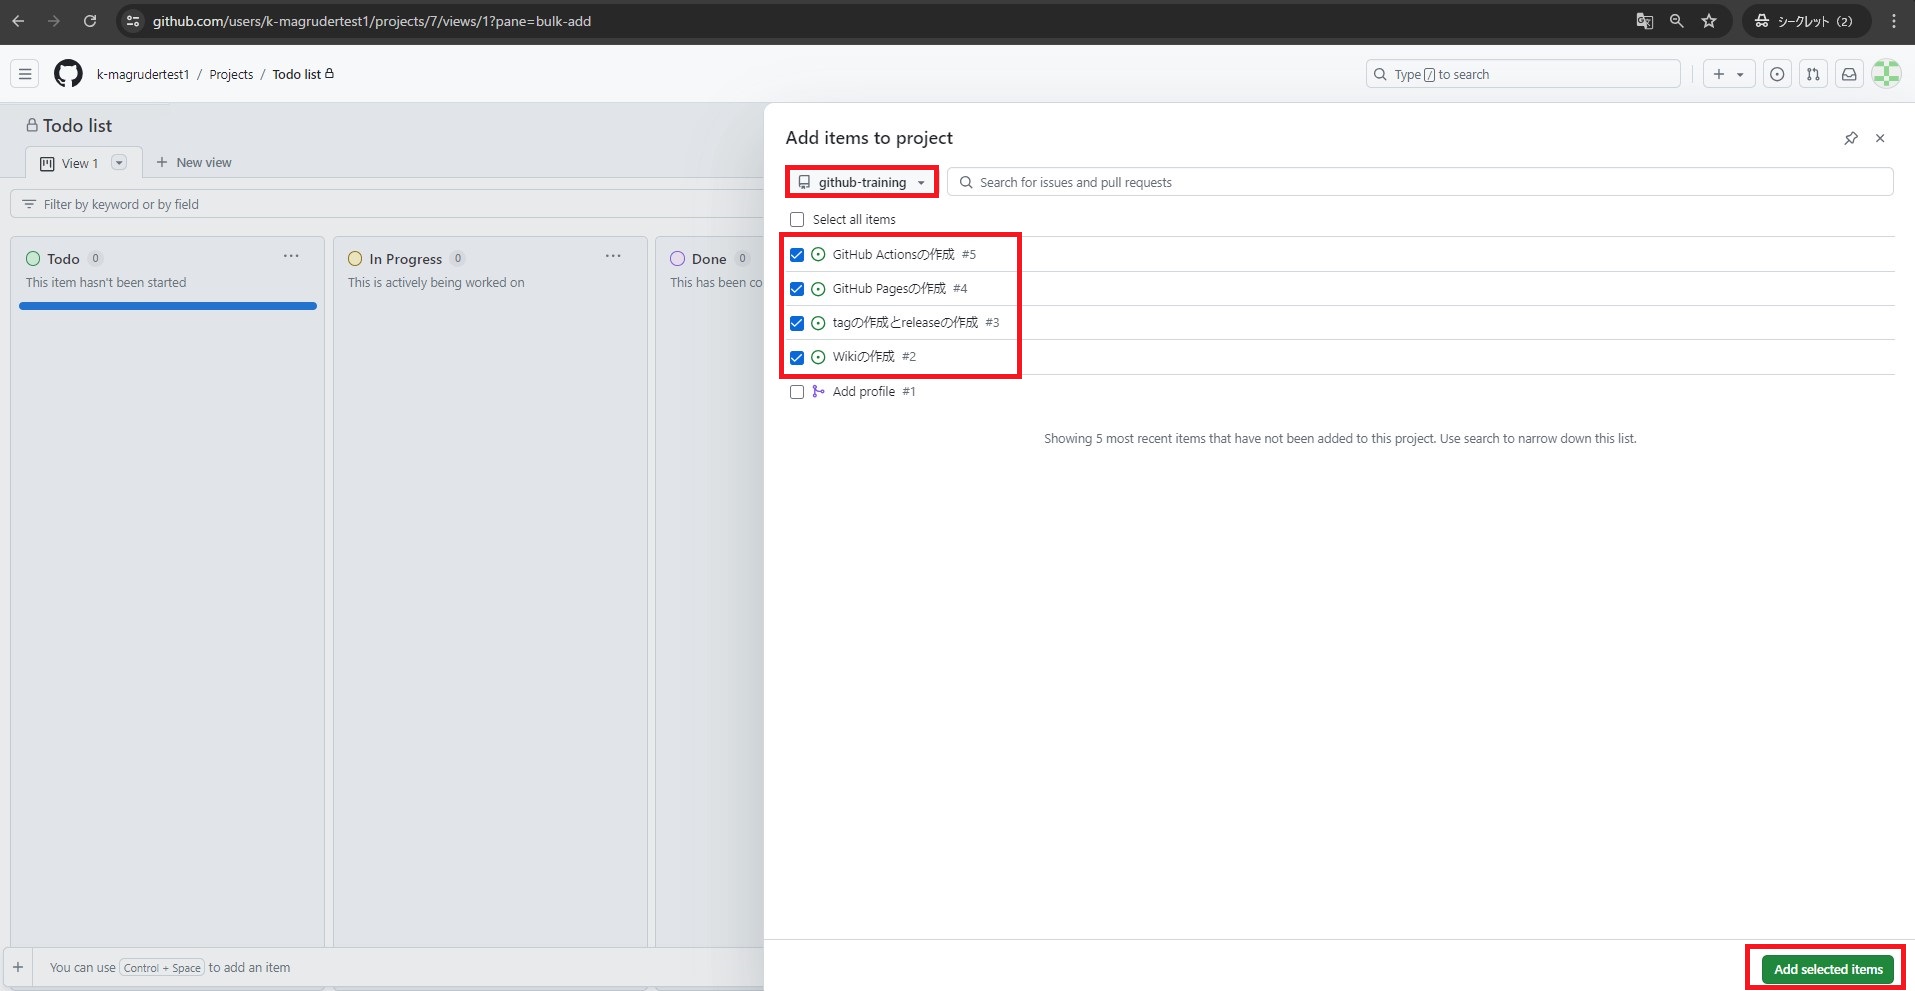 github.com/users/k-magrudertest1/projects/7/views/1?pane=bulk-add
シークレット (2)
k-magrudertest1 / Projects / Todo list
Type / to search
Todo list
View 1
New view
Filter by keyword or by field
Todo 0
This item hasn't been started
In Progress 0
This is actively being worked on
Done 0
This has been co
Add items to project
github-training
Search for issues and pull requests
Select all items
GitHub Actionsの作成 #5
GitHub Pagesの作成 #4
tagの作成とreleaseの作成 #3
Wikiの作成 #2
Add profile #1
Showing 5 most recent items that have not been added to this project. Use search to narrow down this list.
You can use Control + Space to add an item
Add selected items